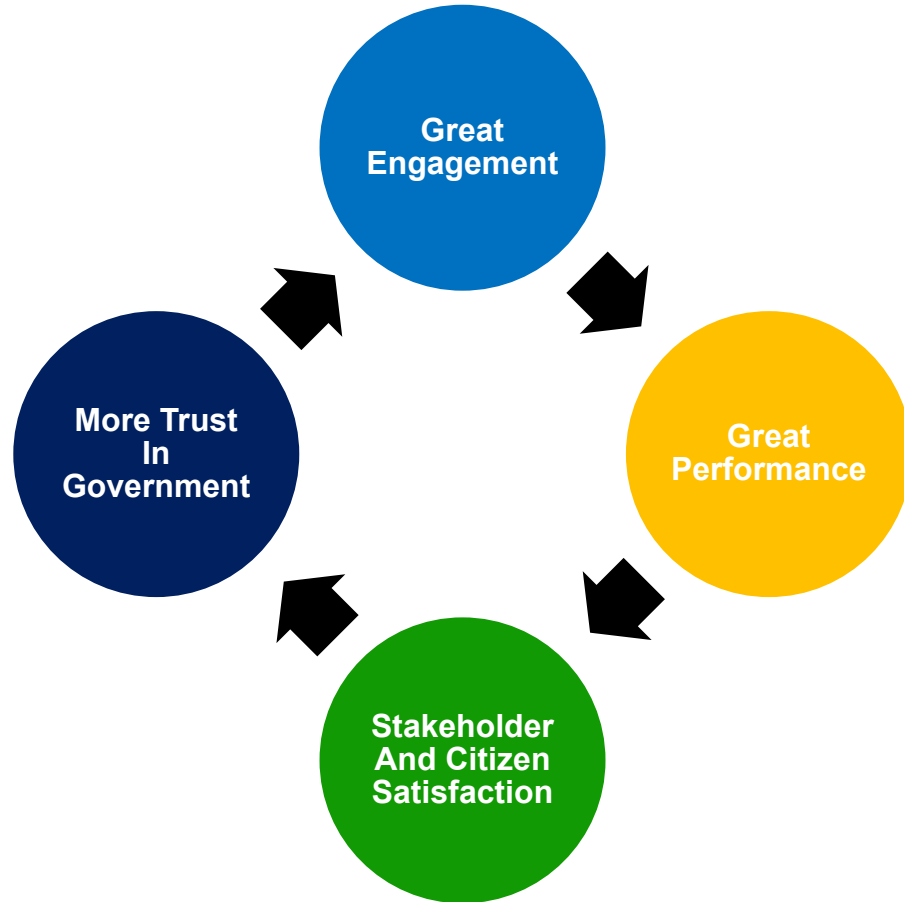 Great
Engagement
Great
Performance
Stakeholder
And Citizen
Satisfaction
More Trust
In
Government